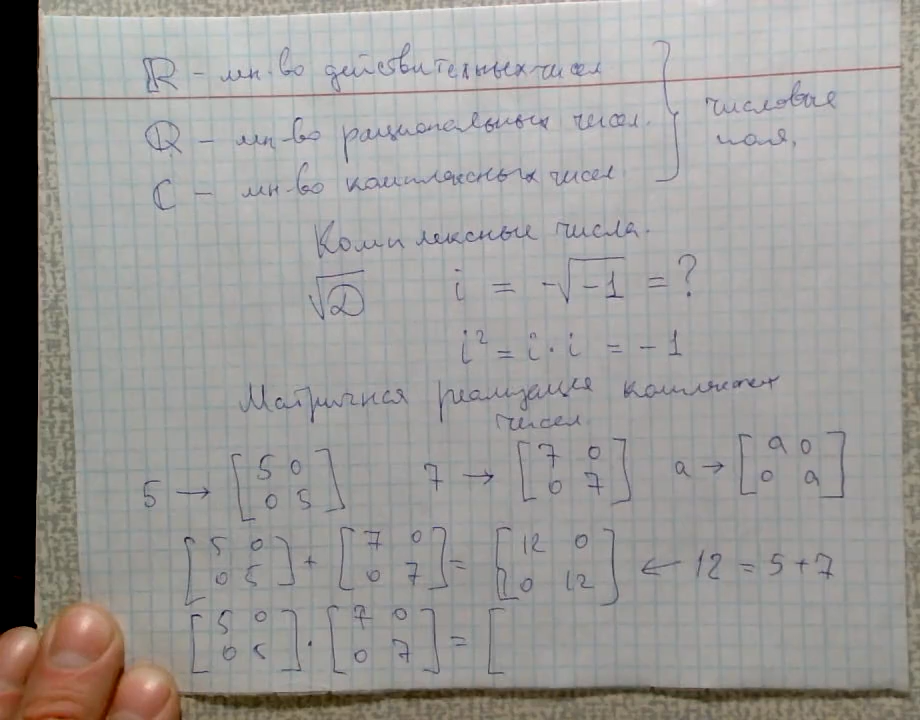 ℝ - мн-во действительных чисел
ℚ - мн-во рациональных чисел.
ℂ - мн-во комплексных чисел
} числовые
поля.
Комплексные числа.
√D i = -√-1 = ?
i² = i · i = -1
Матричная реализация комплексн
чисел
5 → [5 0; 0 5] 7 → [7 0; 0 7] a → [a 0; 0 a]
[5 0; 0 5] + [7 0; 0 7] = [12 0; 0 12] ← 12 = 5 + 7
[5 0; 0 5] · [7 0; 0 7] = [